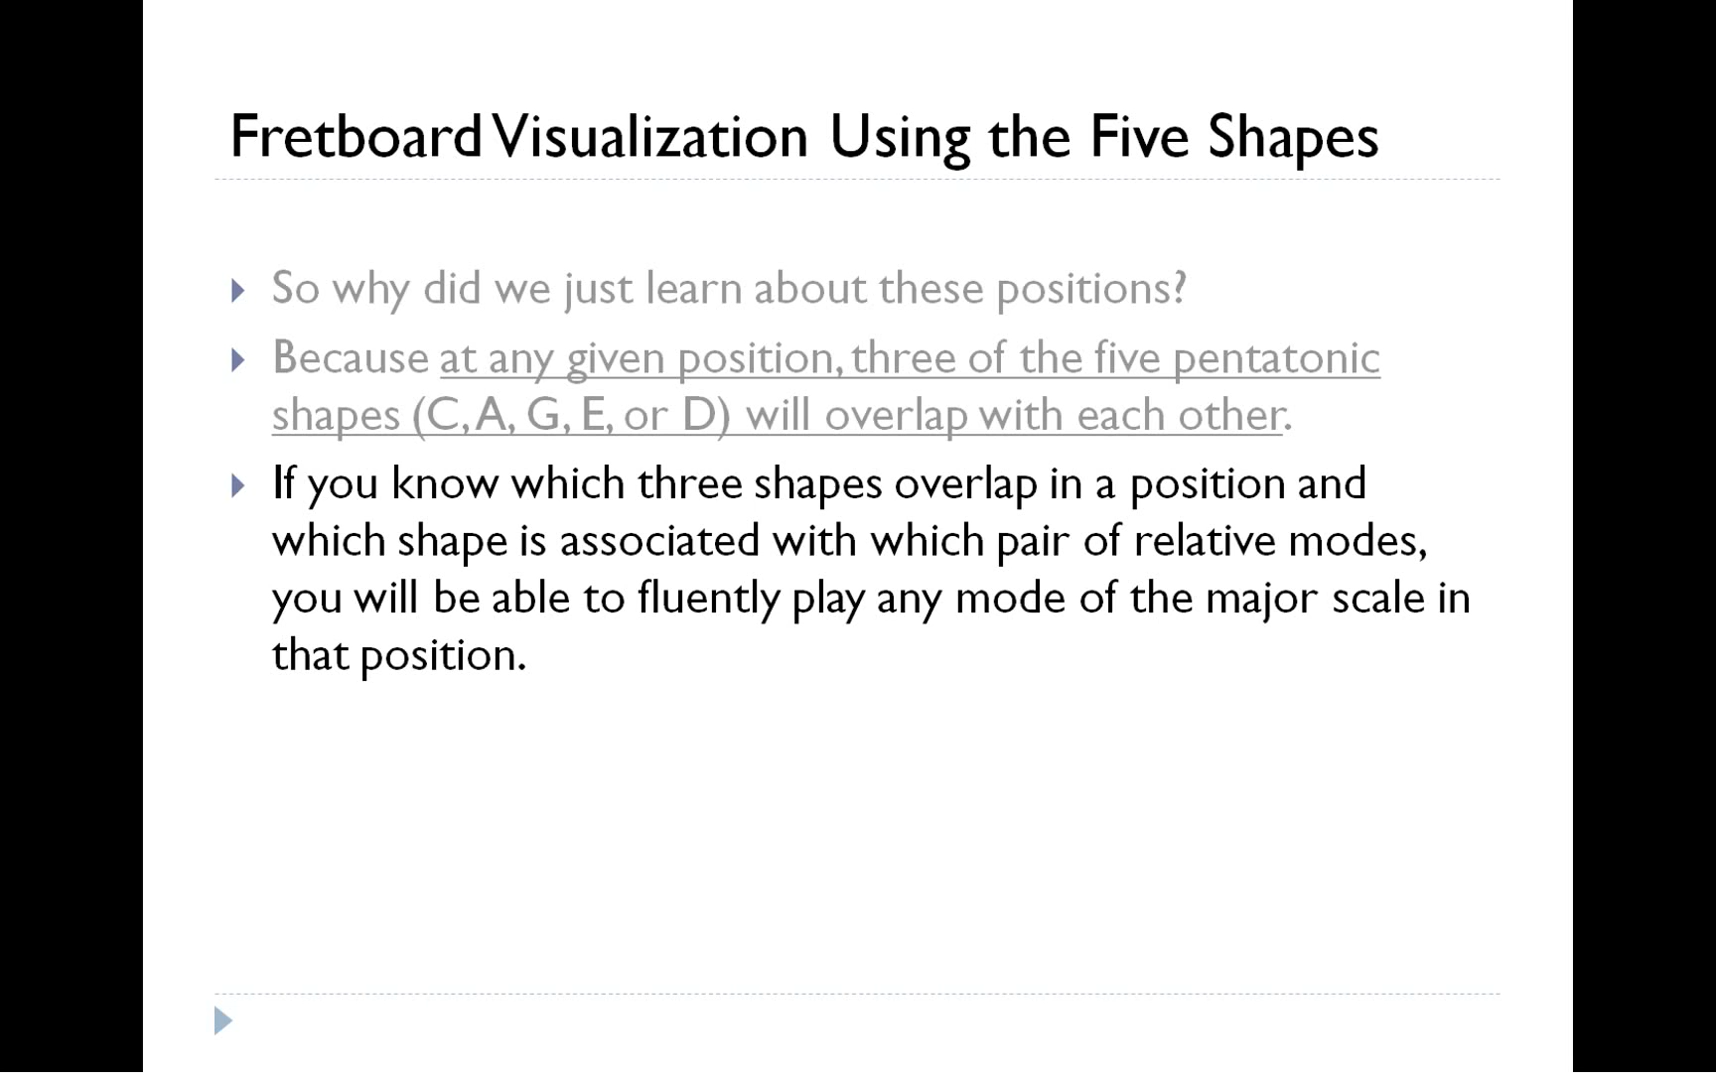 Fretboard Visualization Using the Five Shapes
So why did we just learn about these positions?
Because at any given position, three of the five pentatonic
shapes (C, A, G, E, or D) will overlap with each other.
If you know which three shapes overlap in a position and
which shape is associated with which pair of relative modes,
you will be able to fluently play any mode of the major scale in
that position.